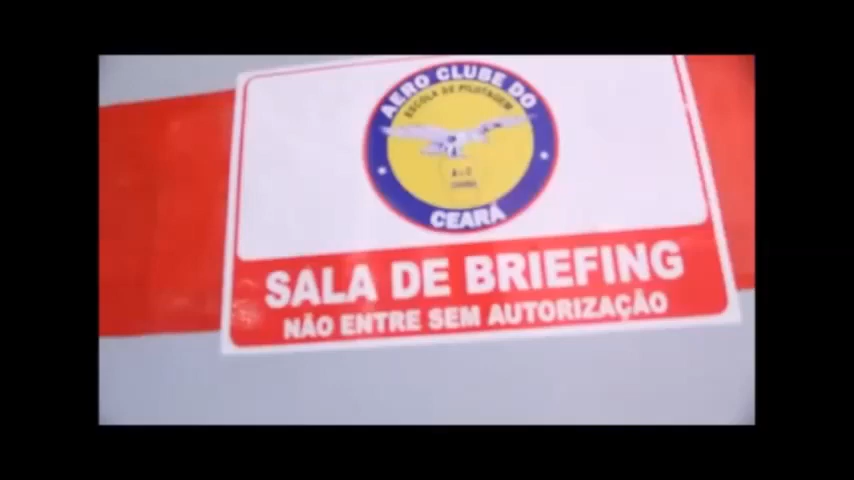 AERO CLUBE DO
ESCOLA DE PILOTAGEM
CEARÁ
SALA DE BRIEFING
NÃO ENTRE SEM AUTORIZAÇÃO